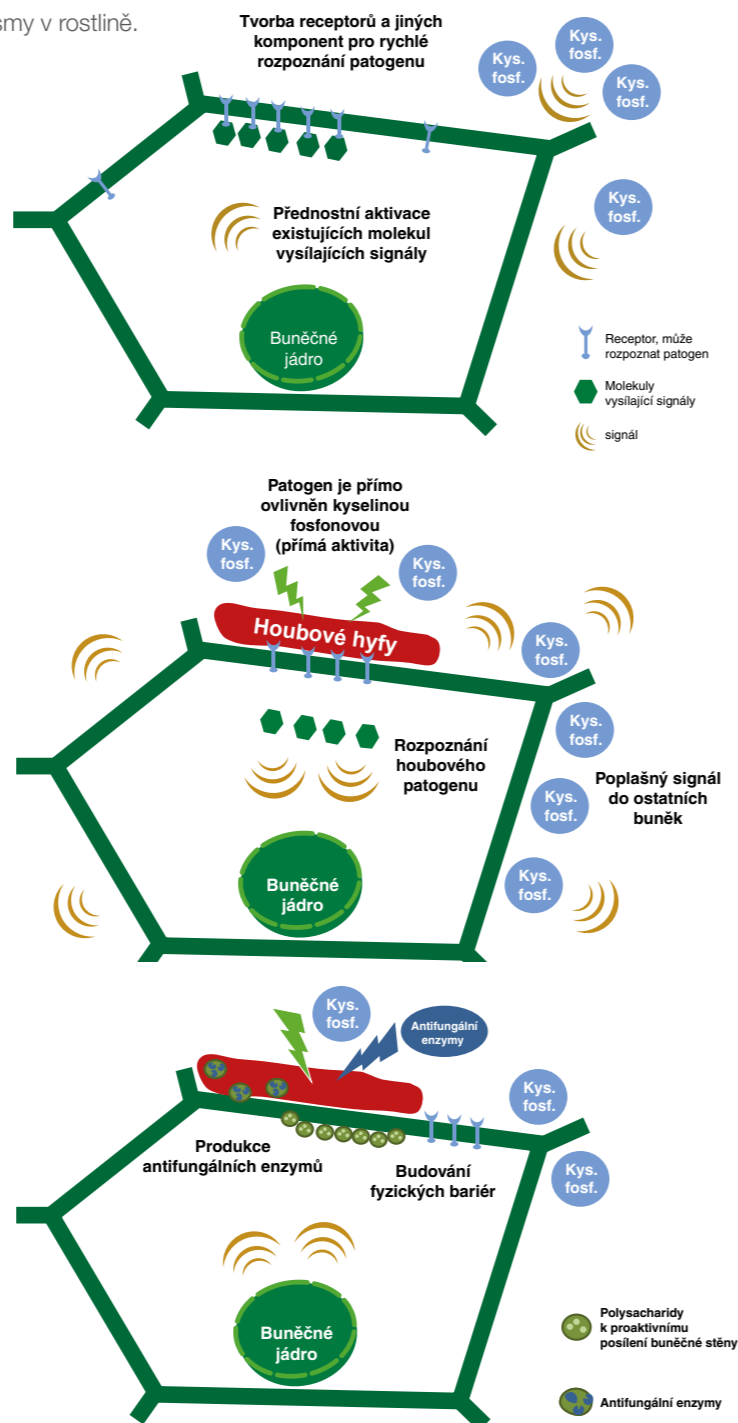 smy v rostlině.
Tvorba receptorů a jiných
komponent pro rychlé
rozpoznání patogenu
Kys.
fosf.
Kys.
fosf.
Kys.
fosf.
Kys.
fosf.
Přednostní aktivace
existujících molekul
vysílajících signály
Buněčné
jádro
Receptor, může
rozpoznat patogen
Molekuly
vysílající signály
signál
Patogen je přímo
ovlivněn kyselinou
fosfonovou
(přímá aktivita)
Kys.
fosf.
Kys.
fosf.
Houbové hyfy
Kys.
fosf.
Kys.
fosf.
Rozpoznání
houbového
patogenu
Kys.
fosf.
Poplašný signál
do ostatních
buněk
Kys.
fosf.
Buněčné
jádro
Kys.
fosf.
Antifungální
enzymy
Kys.
fosf.
Produkce
antifungálních enzymů
Budování
fyzických bariér
Kys.
fosf.
Buněčné
jádro
Polysacharidy
k proaktivnímu
posílení buněčné stěny
Antifungální enzymy